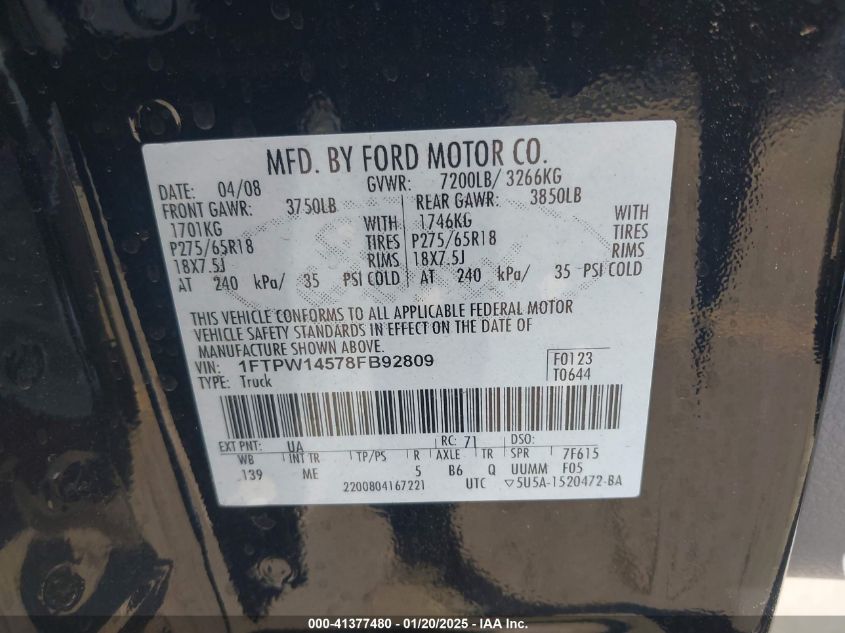 MFD. BY FORD MOTOR CO.
DATE: 04/08 GVWR: 7200LB/ 3266KG
FRONT GAWR: 3750LB REAR GAWR: 3850LB
1701KG WITH 1746KG WITH
P275/65R18 TIRES P275/65R18 TIRES
18X7.5J RIMS 18X7.5J RIMS
AT 240 kPa/ 35 PSI COLD AT 240 kPa/ 35 PSI COLD
THIS VEHICLE CONFORMS TO ALL APPLICABLE FEDERAL MOTOR
VEHICLE SAFETY STANDARDS IN EFFECT ON THE DATE OF
MANUFACTURE SHOWN ABOVE.
VIN: 1FTPW14578FB92809 F0123
TYPE: Truck T0644
EXT PNT: UA RC: 71 DSO:
WB INT TR TP/PS R AXLE TR SPR 7F615
139 ME 5 B6 Q UUMM F05
2200804167221 UTC ▽5U5A-1520472-BA
000-41377480 - 01/20/2025 - IAA Inc.